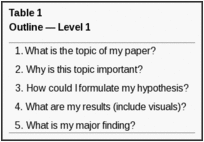 Table 1
Outline — Level 1
1. What is the topic of my paper?
2. Why is this topic important?
3. How could I formulate my hypothesis?
4. What are my results (include visuals)?
5. What is my major finding?